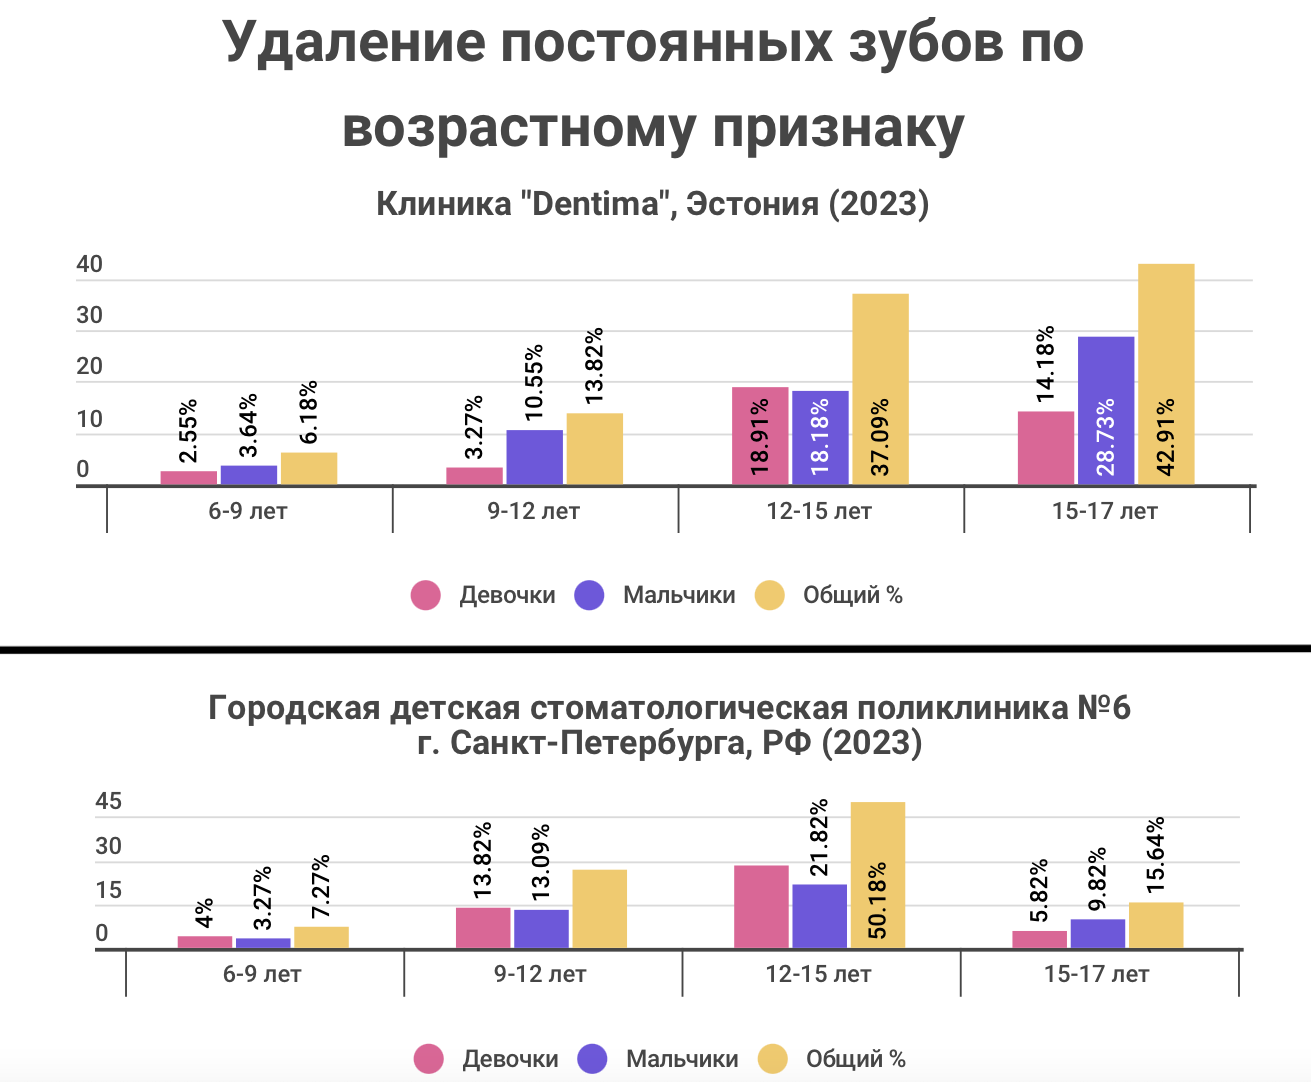 Удаление постоянных зубов по
возрастному признаку
Клиника "Dentima", Эстония (2023)
40
30
20
10
0
2.55%
3.64%
6.18%
3.27%
10.55%
13.82%
18.91%
18.18%
37.09%
14.18%
28.73%
42.91%
6-9 лет
9-12 лет
12-15 лет
15-17 лет
Девочки Мальчики Общий %
Городская детская стоматологическая поликлиника №6
г. Санкт-Петербурга, РФ (2023)
45
30
15
0
4%
3.27%
7.27%
13.82%
13.09%
21.82%
50.18%
5.82%
9.82%
15.64%
6-9 лет
9-12 лет
12-15 лет
15-17 лет
Девочки Мальчики Общий %